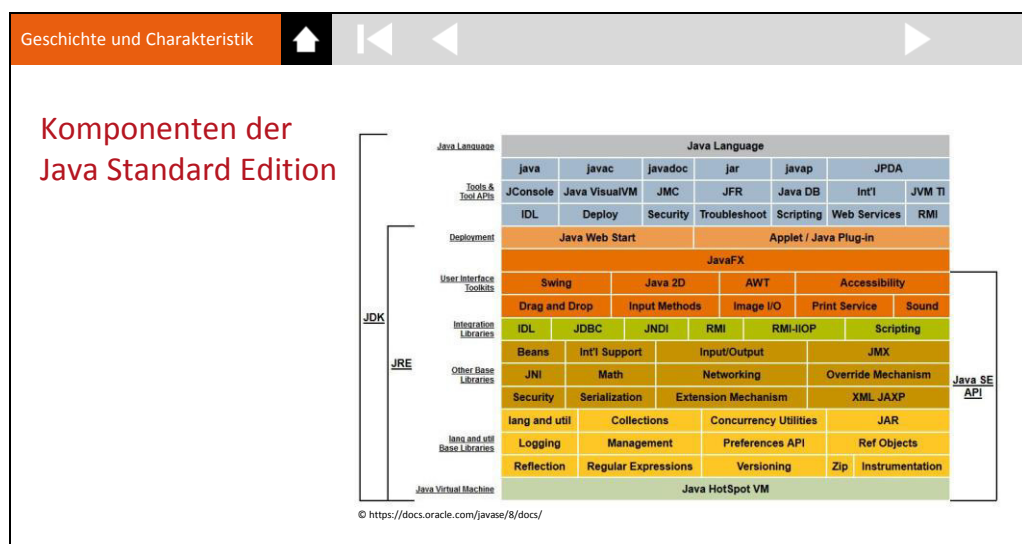 Geschichte und Charakteristik
Komponenten der
Java Standard Edition
Java Language
Java Language
java javac javadoc jar javap JPDA
Tools &
Tool APIs
JConsole Java VisualVM JMC JFR Java DB Int'l JVM TI
IDL Deploy Security Troubleshoot Scripting Web Services RMI
Deployment
Java Web Start Applet / Java Plug-in
JavaFX
User Interface
Toolkits
Swing Java 2D AWT Accessibility
Drag and Drop Input Methods Image I/O Print Service Sound
JDK
Integration
Libraries
IDL JDBC JNDI RMI RMI-IIOP Scripting
JRE
Beans Int'l Support Input/Output JMX
Other Base
Libraries
JNI Math Networking Override Mechanism
Java SE
API
Security Serialization Extension Mechanism XML JAXP
lang and util Collections Concurrency Utilities JAR
lang and util
Base Libraries
Logging Management Preferences API Ref Objects
Reflection Regular Expressions Versioning Zip Instrumentation
Java Virtual Machine
Java HotSpot VM
© https://docs.oracle.com/javase/8/docs/